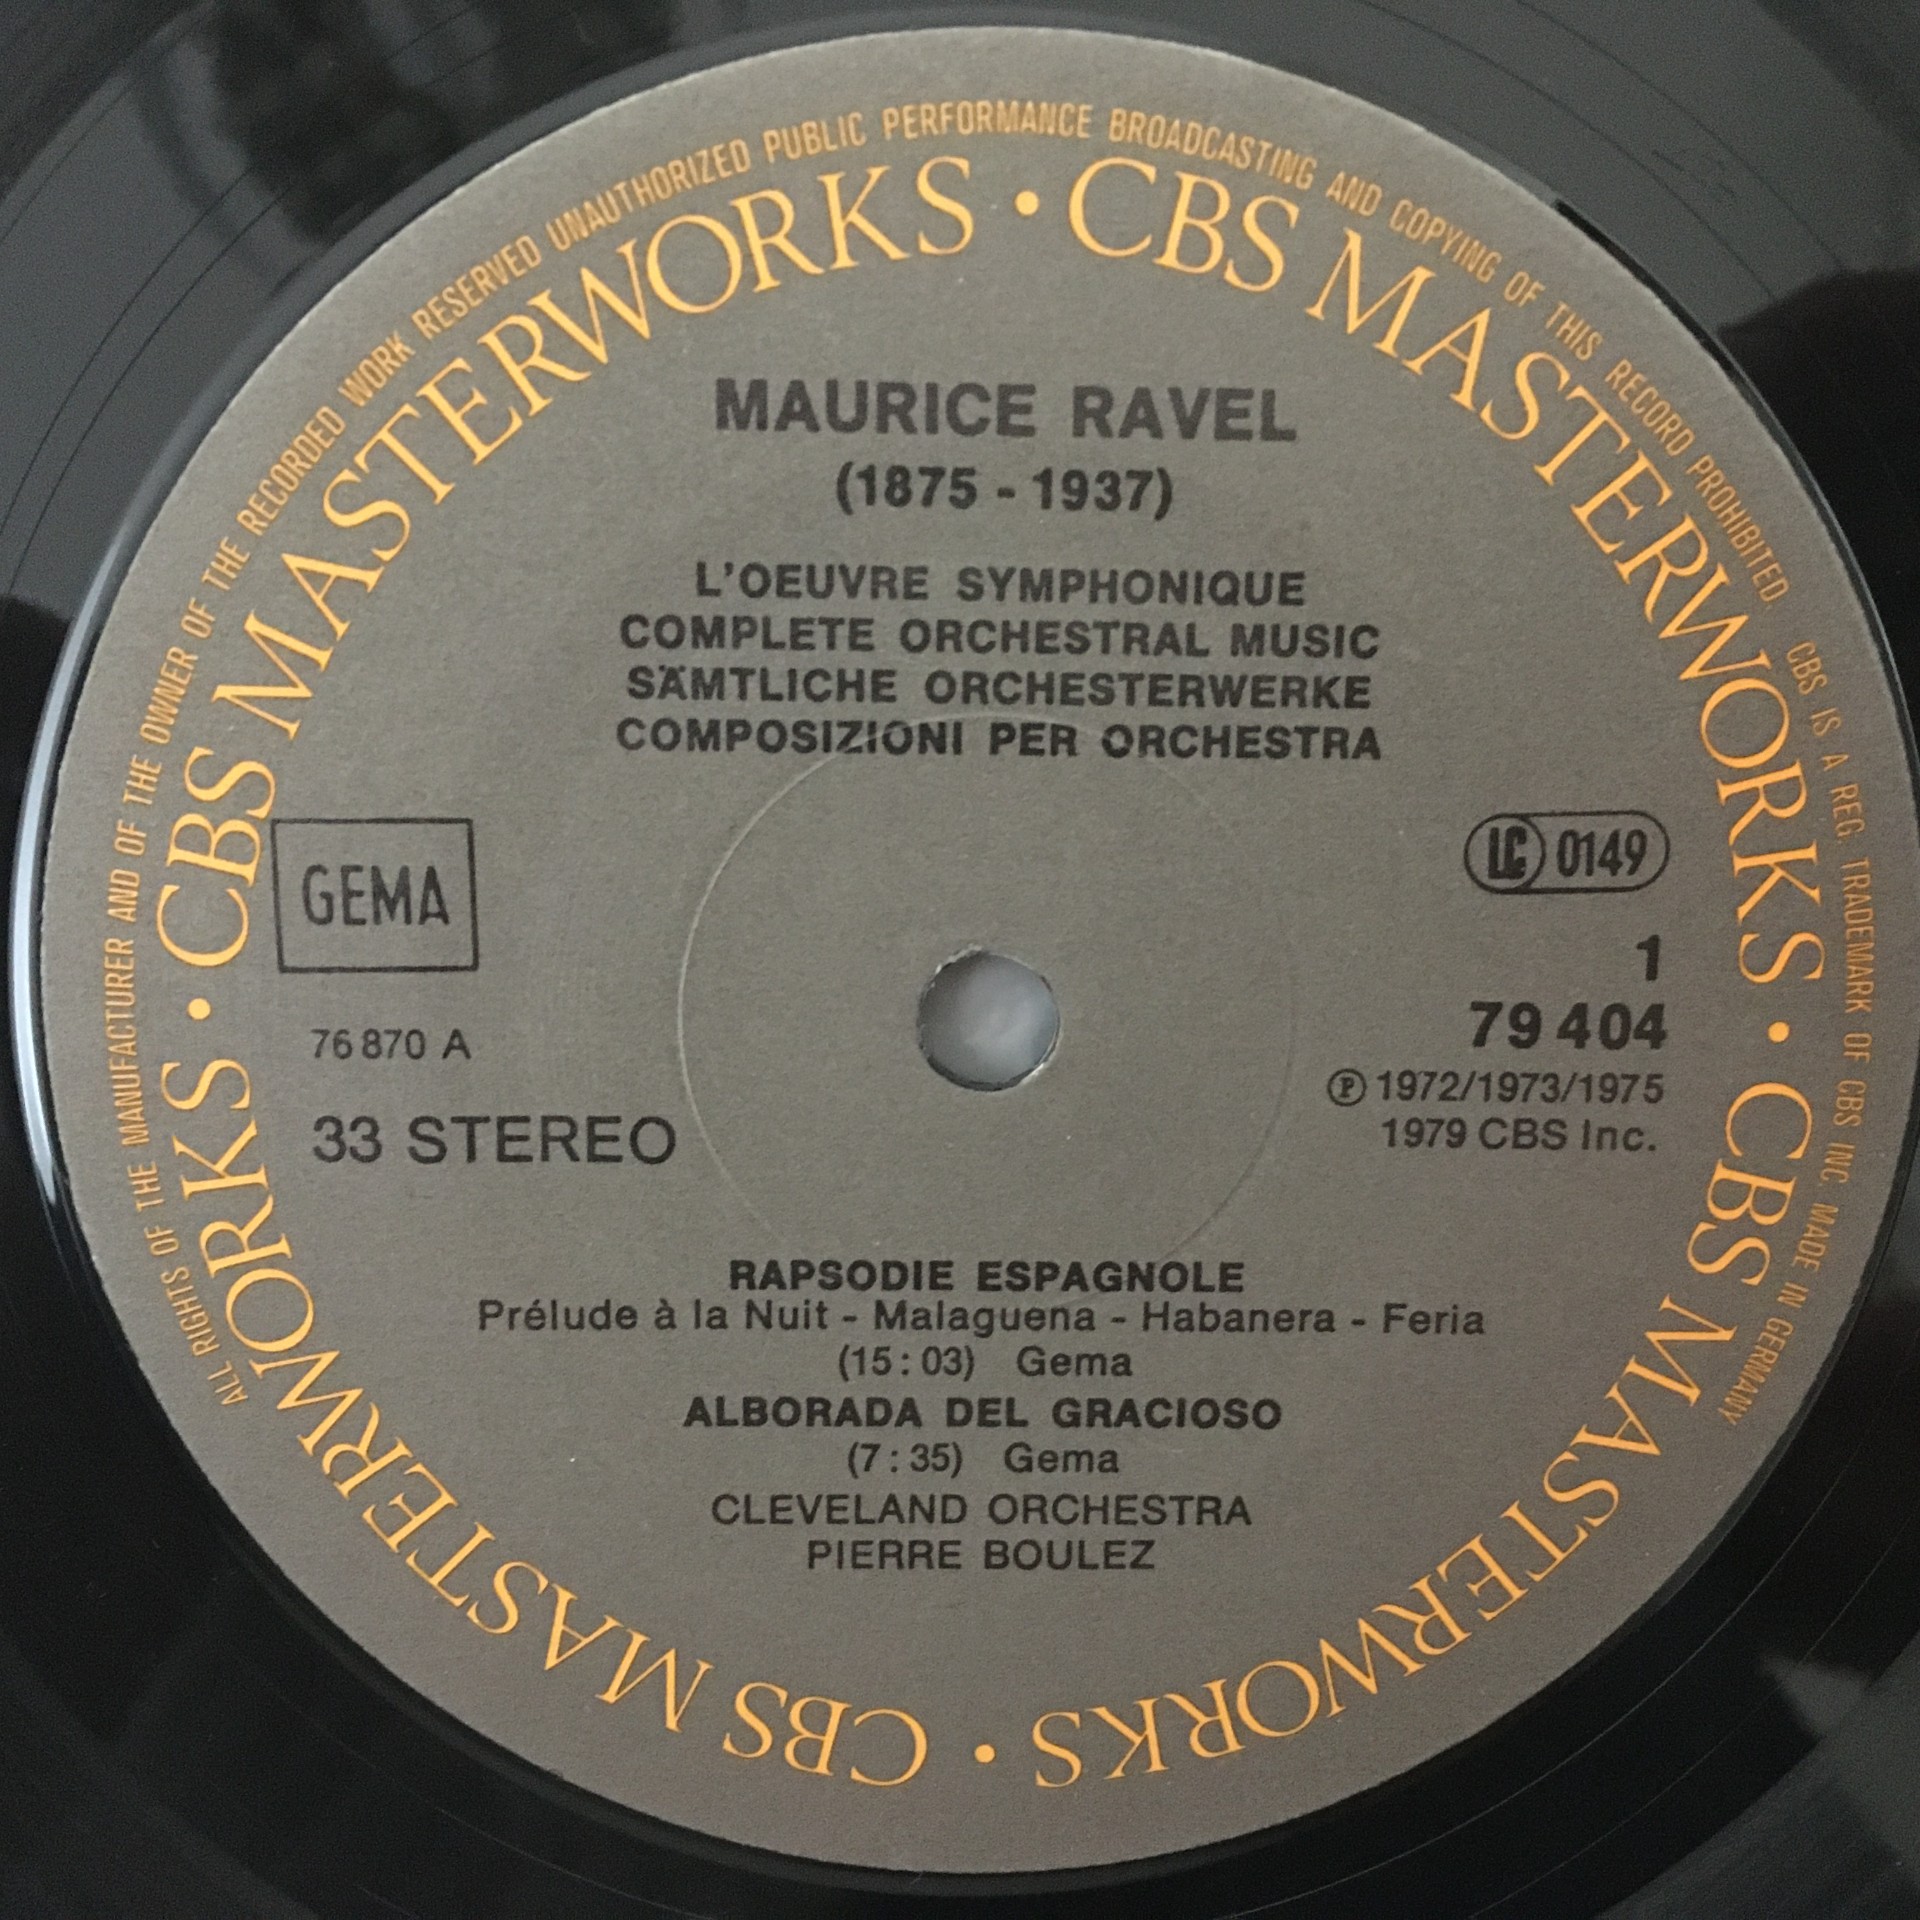 ALL RIGHTS OF THE MANUFACTURER AND OF THE OWNER OF THE RECORDED WORK RESERVED UNAUTHORIZED PUBLIC PERFORMANCE BROADCASTING AND COPYING OF THIS RECORD PROHIBITED.
CBS IS A REG. TRADEMARK OF CBS INC. MADE IN GERMANY
CBS MASTERWORKS • CBS MASTERWORKS • CBS MASTERWORKS • CBS MASTERWORKS •
MAURICE RAVEL
(1875 - 1937)
L'OEUVRE SYMPHONIQUE
COMPLETE ORCHESTRAL MUSIC
SÄMTLICHE ORCHESTERWERKE
COMPOSIZIONI PER ORCHESTRA
GEMA
LC 0149
1
76 870 A
79 404
33 STEREO
Ⓟ 1972/1973/1975
1979 CBS Inc.
RAPSODIE ESPAGNOLE
Prélude à la Nuit - Malaguena - Habanera - Feria
(15 : 03) Gema
ALBORADA DEL GRACIOSO
(7 : 35) Gema
CLEVELAND ORCHESTRA
PIERRE BOULEZ